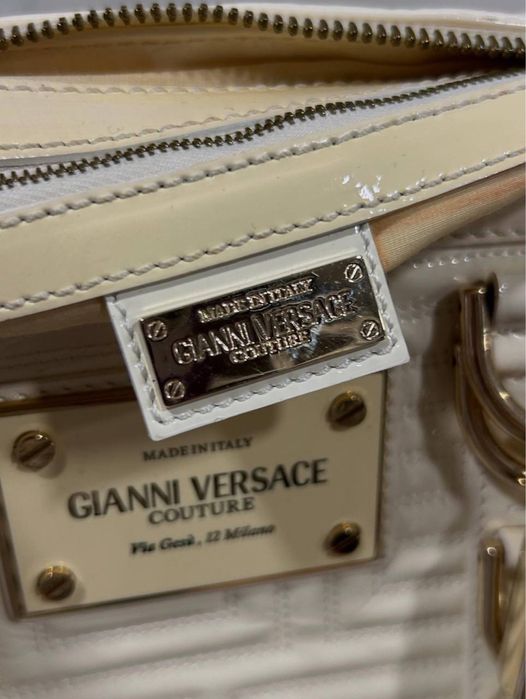 MADE IN ITALY
GIANNI VERSACE
COUTURE
MADE IN ITALY
GIANNI VERSACE
COUTURE
Via Gesù, 12 Milano